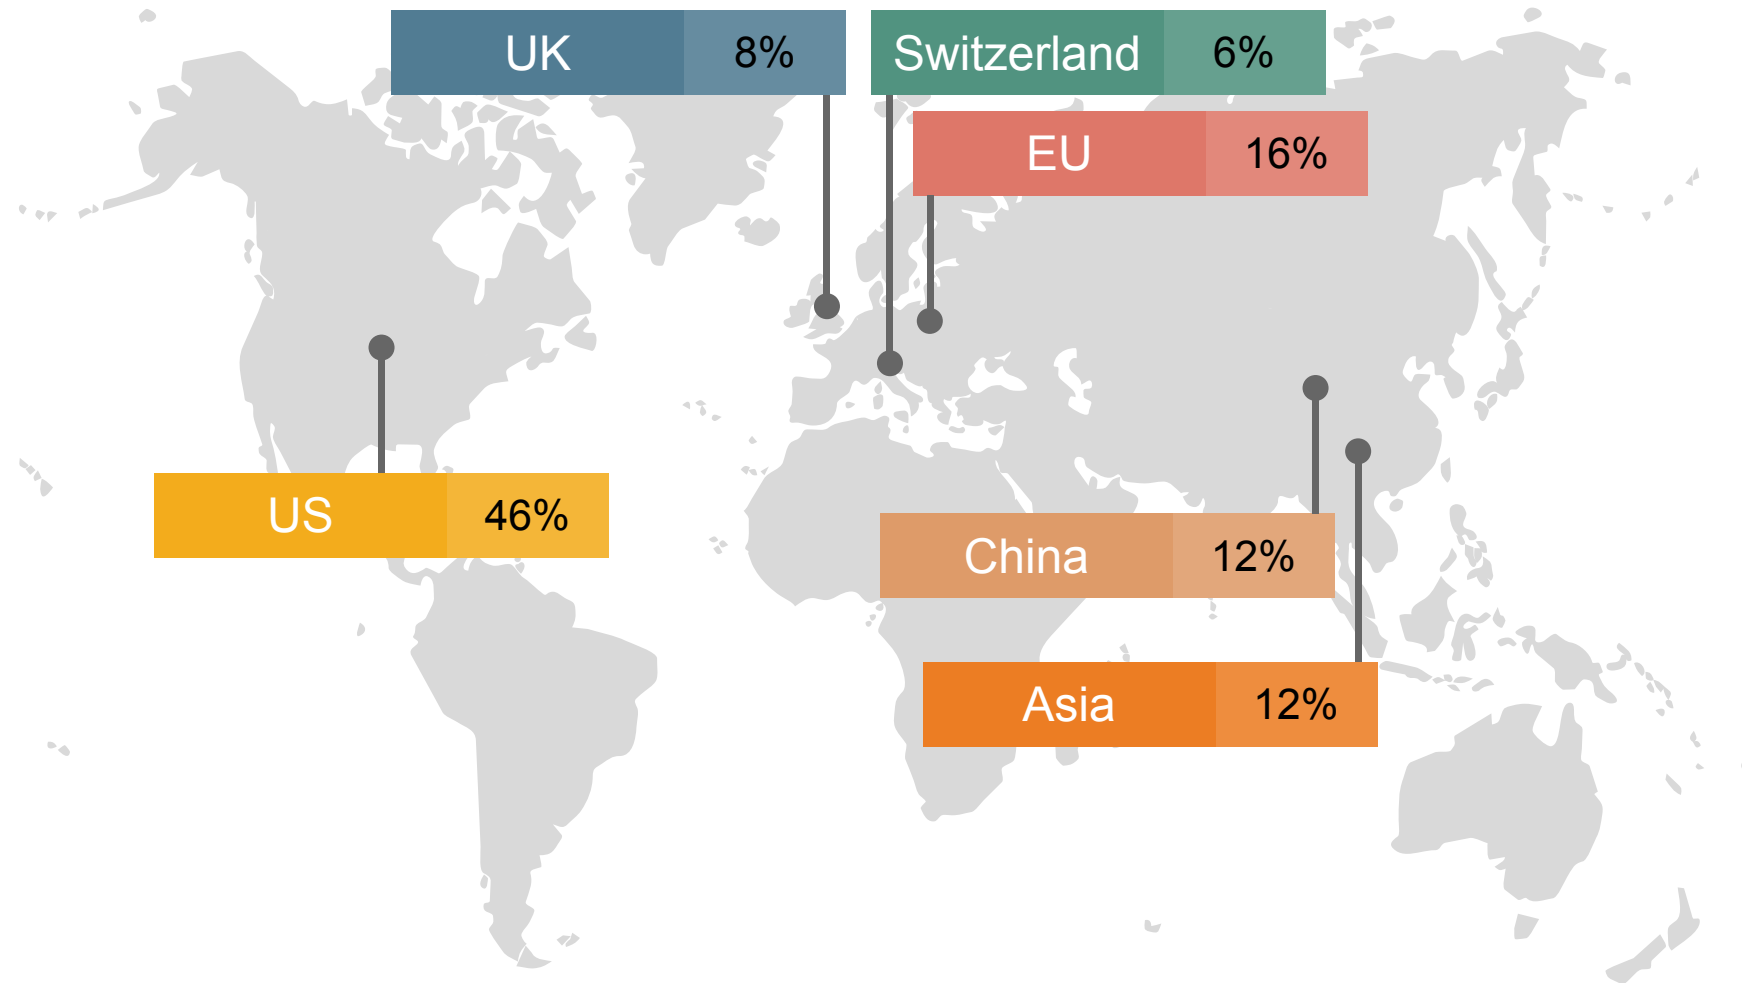 UK 8%
Switzerland 6%
EU 16%
US 46%
China 12%
Asia 12%